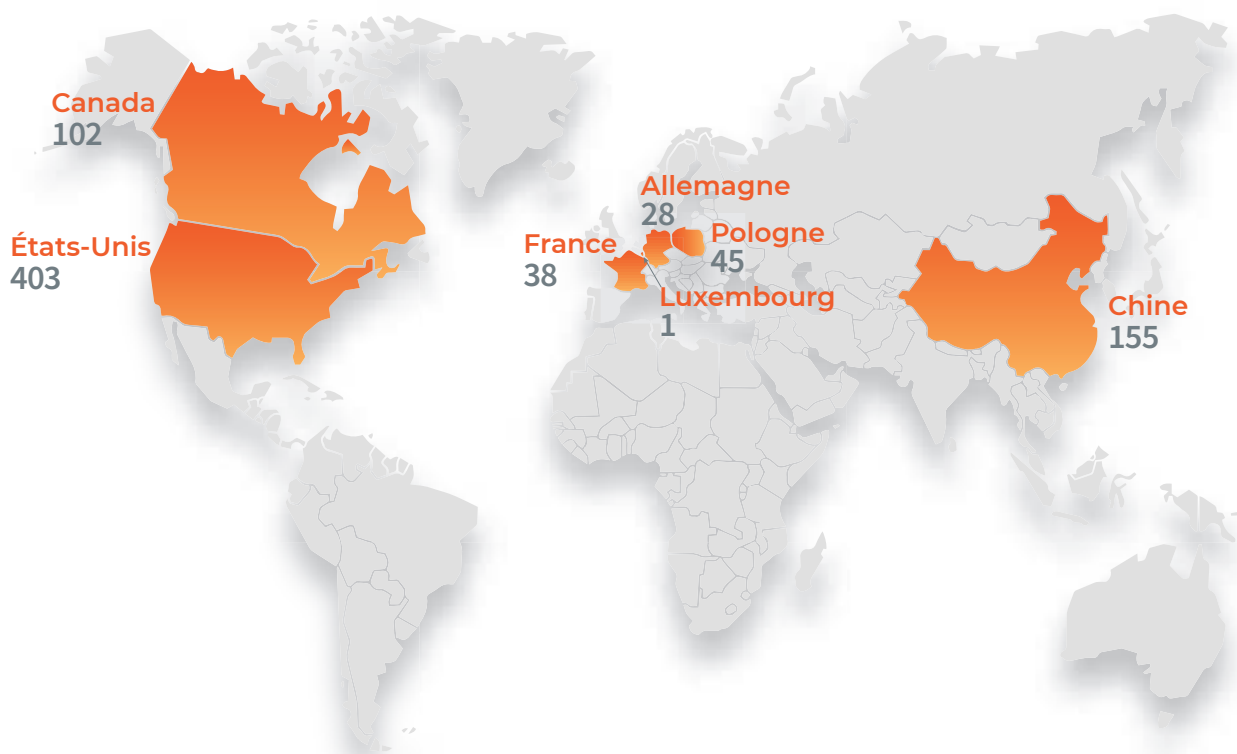 Canada
102
États-Unis
403
Allemagne
28
France
38
Pologne
45
Luxembourg
1
Chine
155